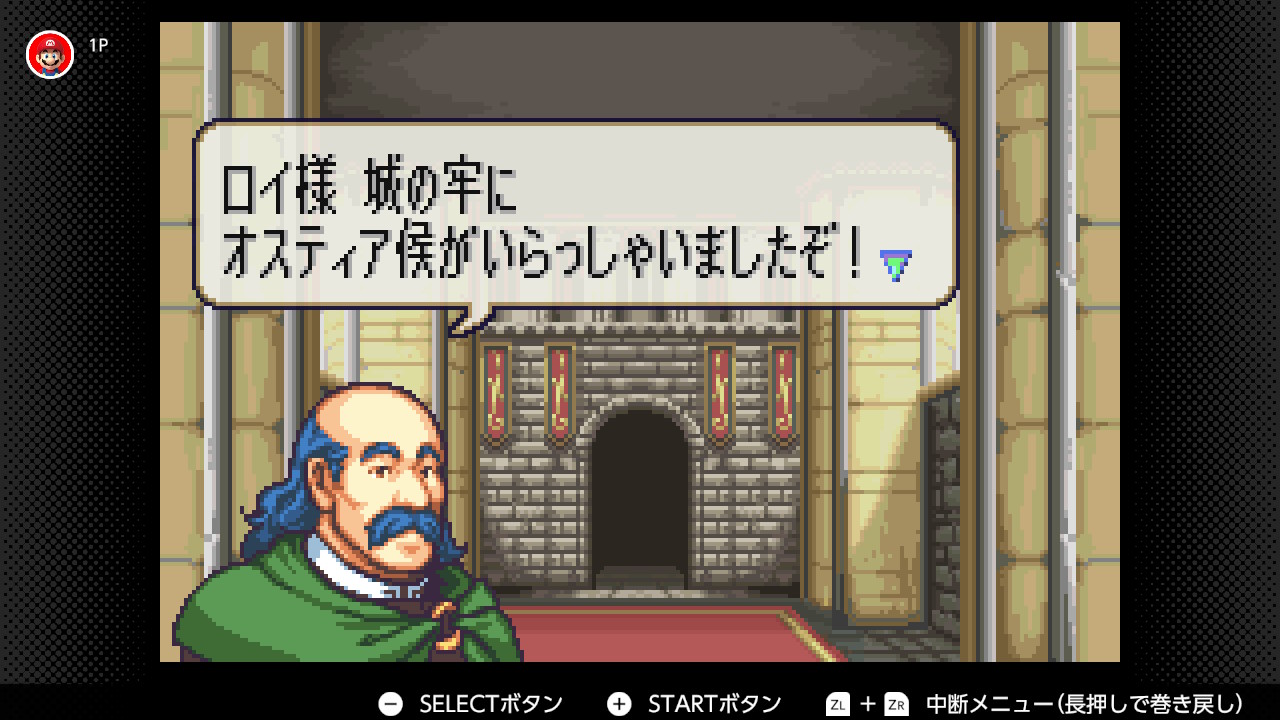 1P
ロイ様 城の牢に
オスティア侯がいらっしゃいましたぞ！
SELECTボタン
STARTボタン
ZL + ZR 中断メニュー(長押しで巻き戻し)